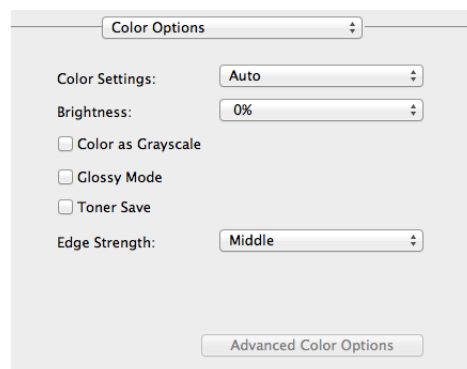 Color Options
Color Settings: Auto
Brightness: 0%
Color as Grayscale
Glossy Mode
Toner Save
Edge Strength: Middle
Advanced Color Options